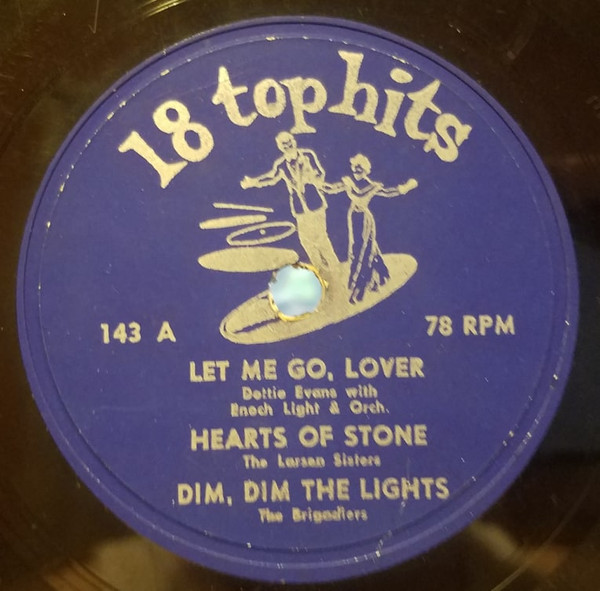 18 top hits
143 A
78 RPM
LET ME GO, LOVER
Dottie Evans with
Enoch Light & Orch.
HEARTS OF STONE
The Larsen Sisters
DIM, DIM THE LIGHTS
The Brigadiers